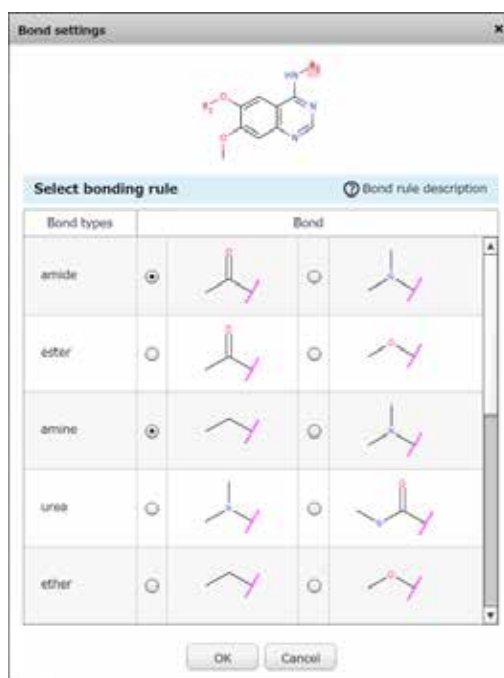 Bond settings
HN
R₁
O
N
O
N
Select bonding rule
? Bond rule description
Bond types
Bond
amide
O
N
ester
O
O
amine
N
urea
N
O
N
ether
O
OK
Cancel